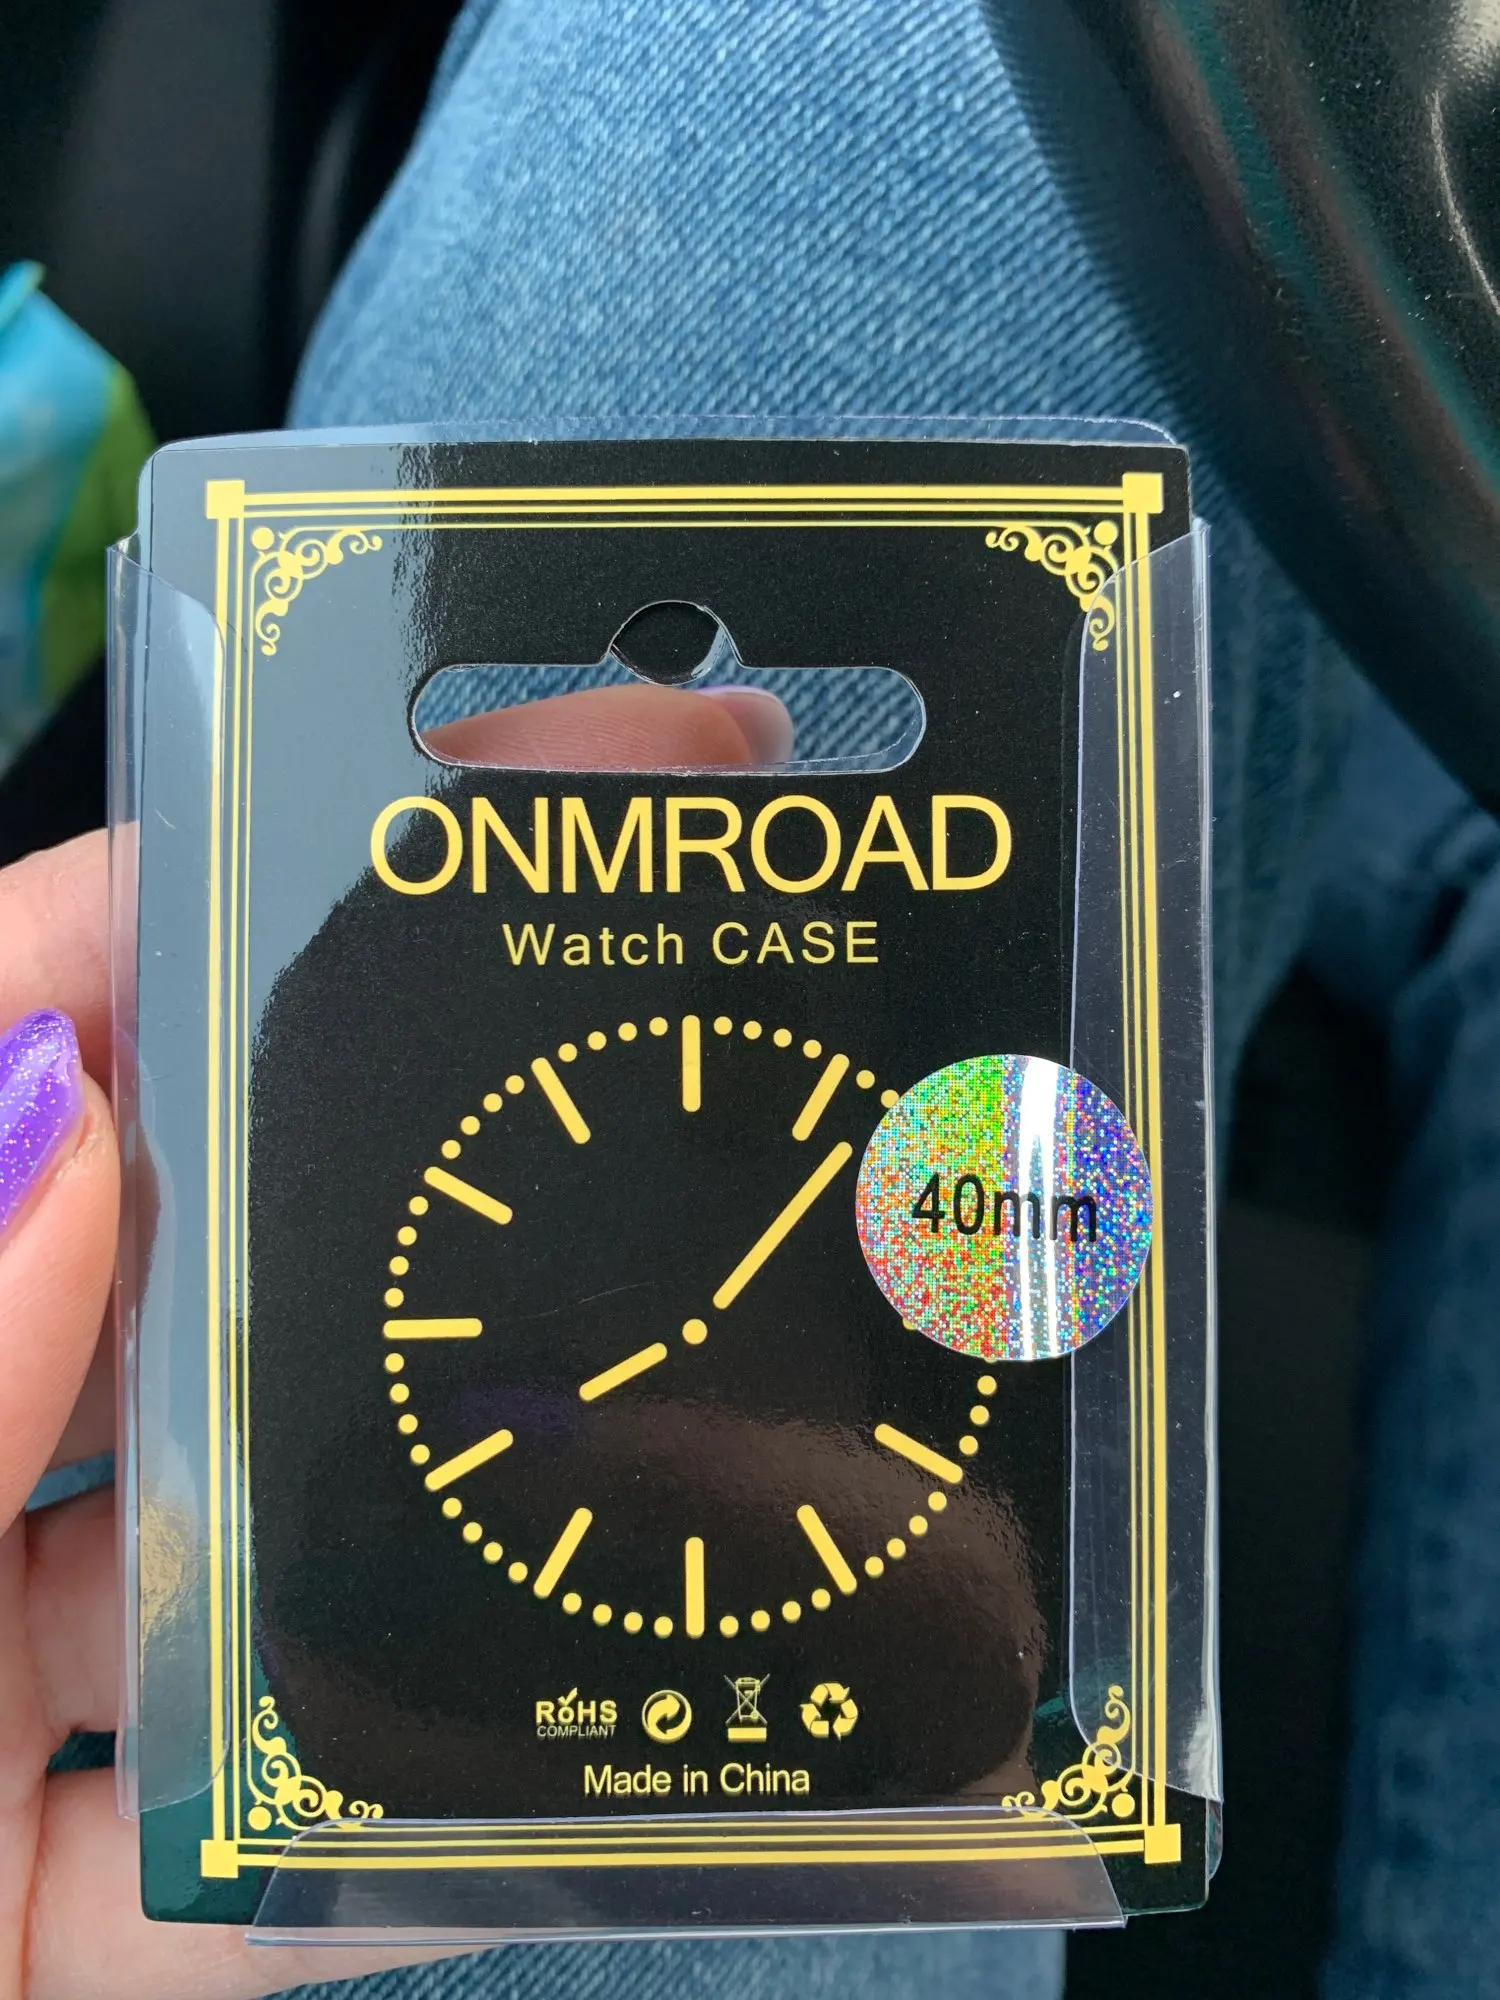 ONMROAD
Watch CASE
40mm
RoHS
COMPLIANT
Made in China